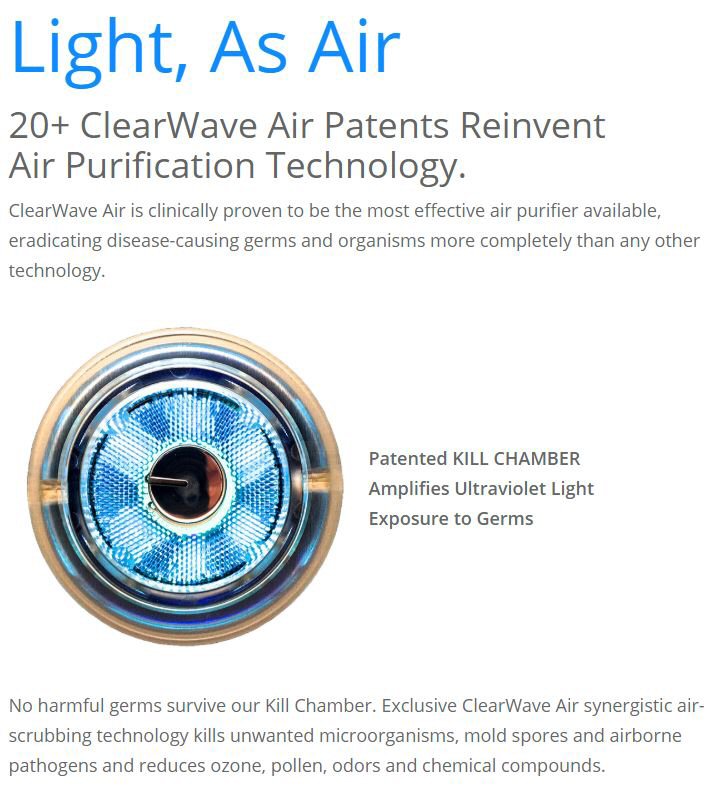 Light, As Air
20+ ClearWave Air Patents Reinvent
Air Purification Technology.
ClearWave Air is clinically proven to be the most effective air purifier available,
eradicating disease-causing germs and organisms more completely than any other
technology.
Patented KILL CHAMBER
Amplifies Ultraviolet Light
Exposure to Germs
No harmful germs survive our Kill Chamber. Exclusive ClearWave Air synergistic air-
scrubbing technology kills unwanted microorganisms, mold spores and airborne
pathogens and reduces ozone, pollen, odors and chemical compounds.